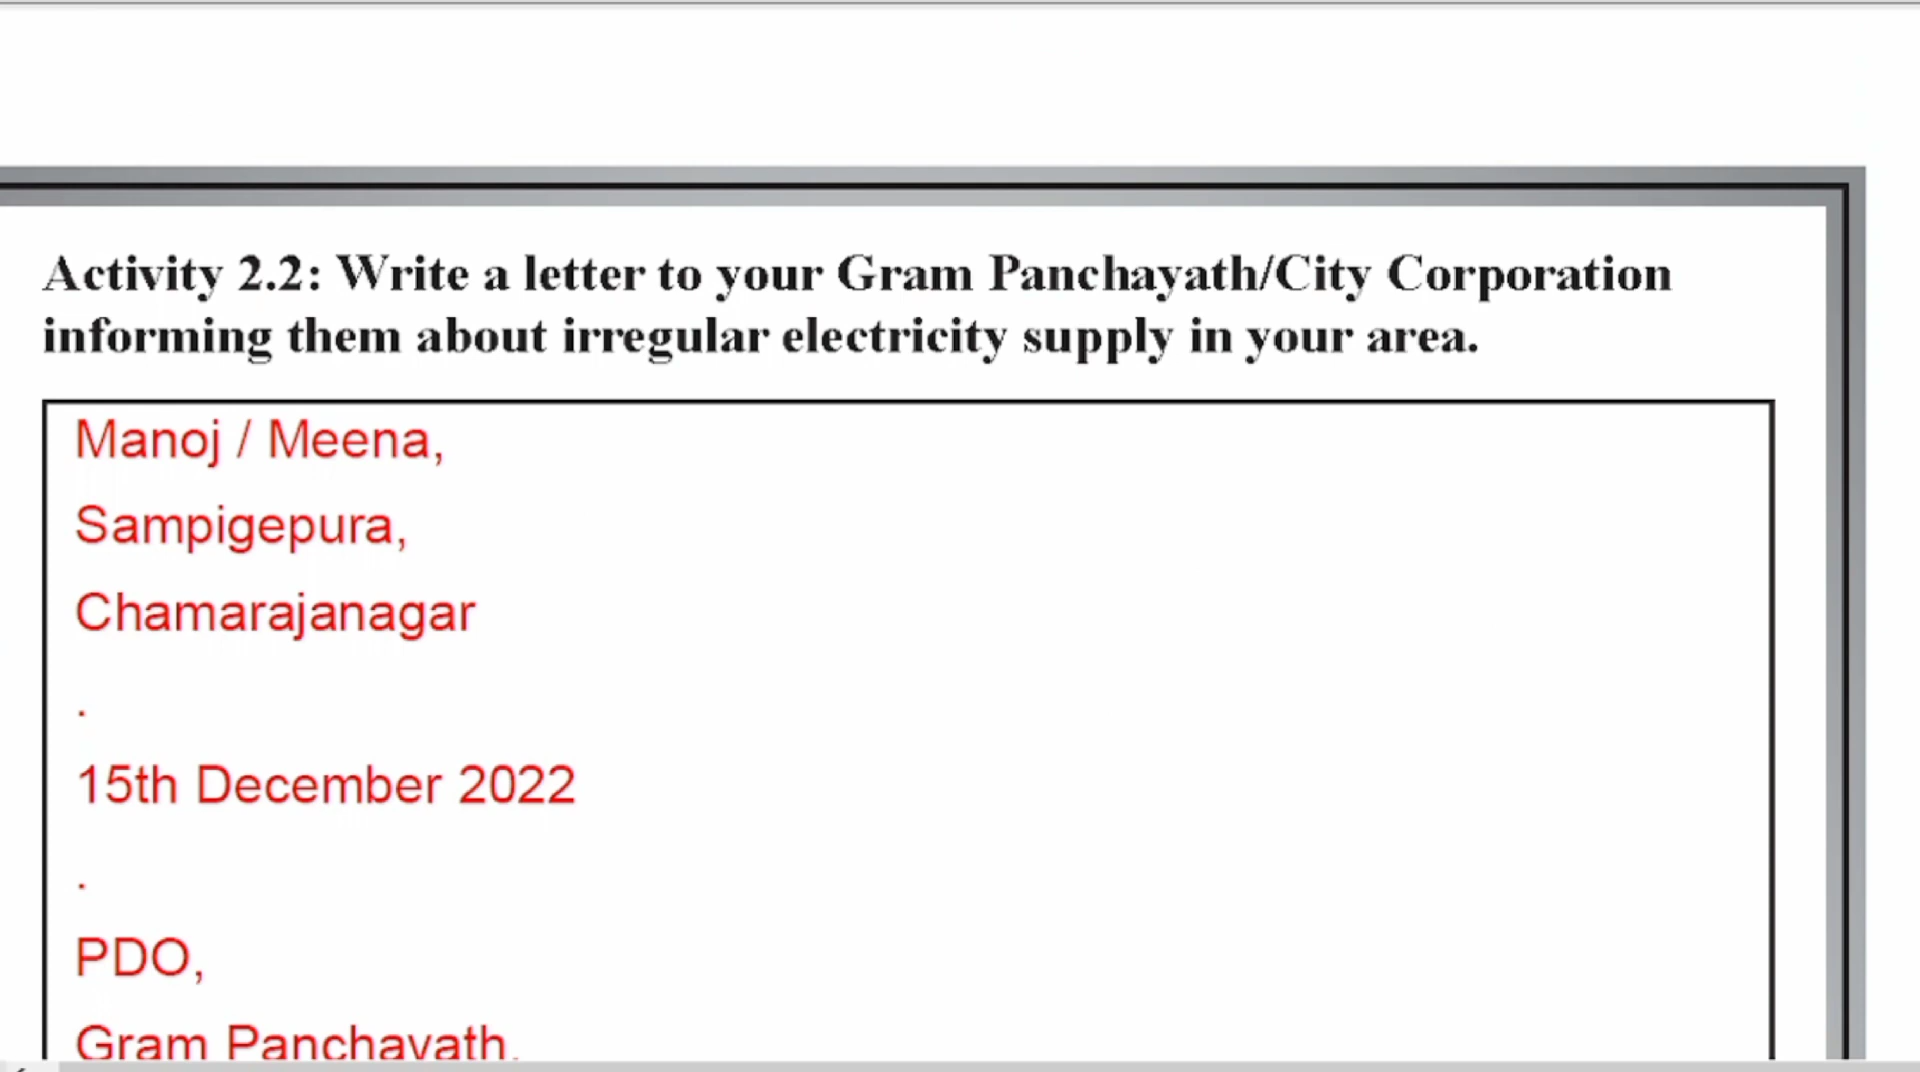 Activity 2.2: Write a letter to your Gram Panchayath/City Corporation
informing them about irregular electricity supply in your area.
Manoj / Meena,
Sampigepura,
Chamarajanagar
.
15th December 2022
.
PDO,
Gram Panchayath,